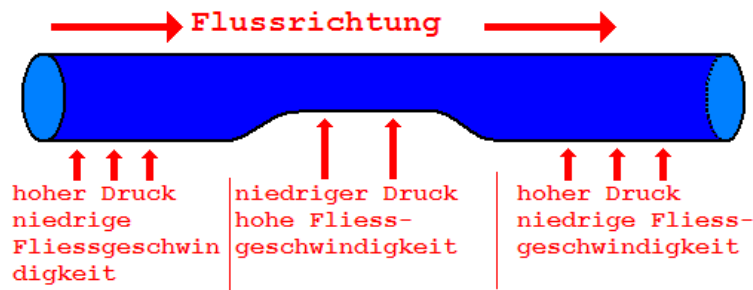 Flussrichtung
hoher Druck
niedrige
Fliessgeschwin
digkeit
niedriger Druck
hohe Fliess-
geschwindigkeit
hoher Druck
niedrige Fliess-
geschwindigkeit